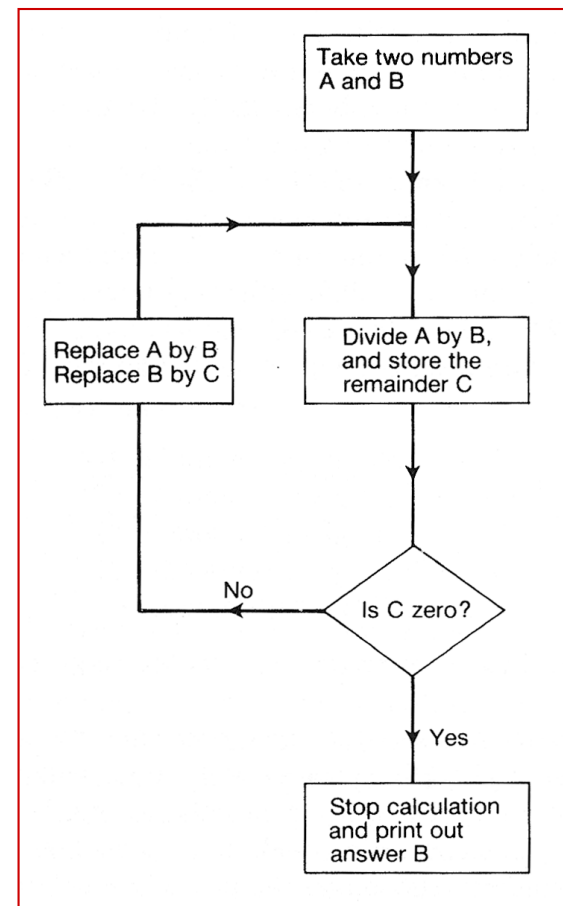 Take two numbers
A and B
Replace A by B
Replace B by C
Divide A by B,
and store the
remainder C
No
Is C zero?
Yes
Stop calculation
and print out
answer B